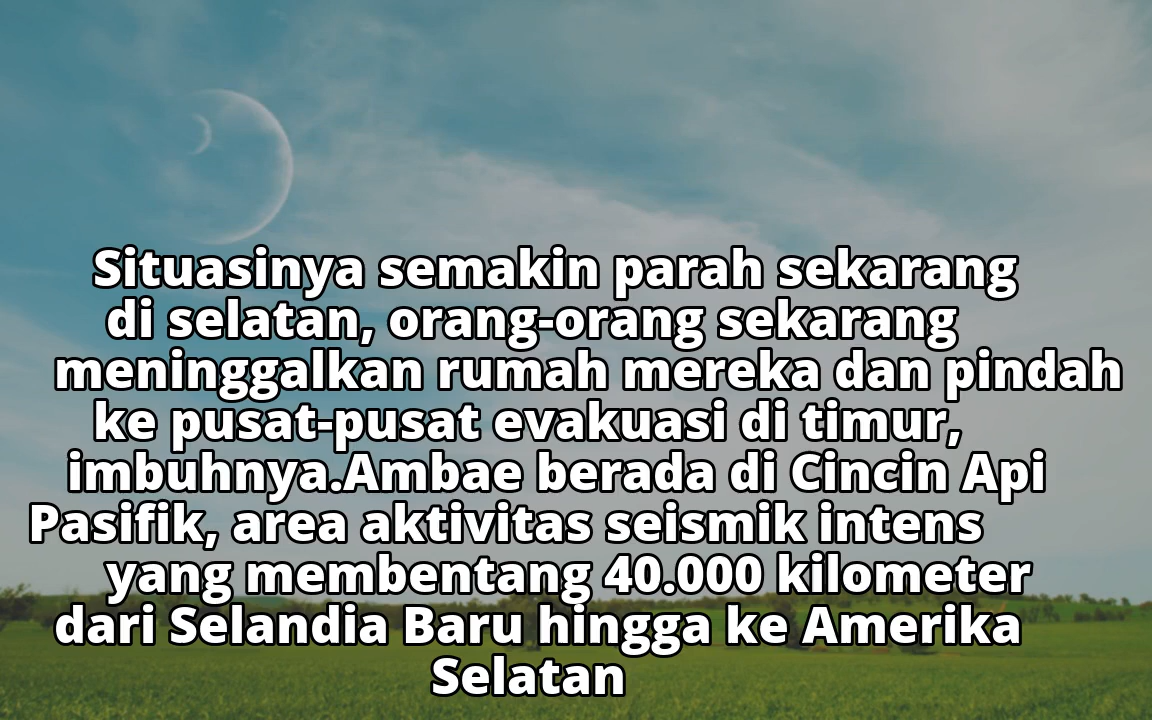 Situasinya semakin parah sekarang
di selatan, orang-orang sekarang
meninggalkan rumah mereka dan pindah
ke pusat-pusat evakuasi di timur,
imbuhnya.Ambae berada di Cincin Api
Pasifik, area aktivitas seismik intens
yang membentang 40.000 kilometer
dari Selandia Baru hingga ke Amerika
Selatan